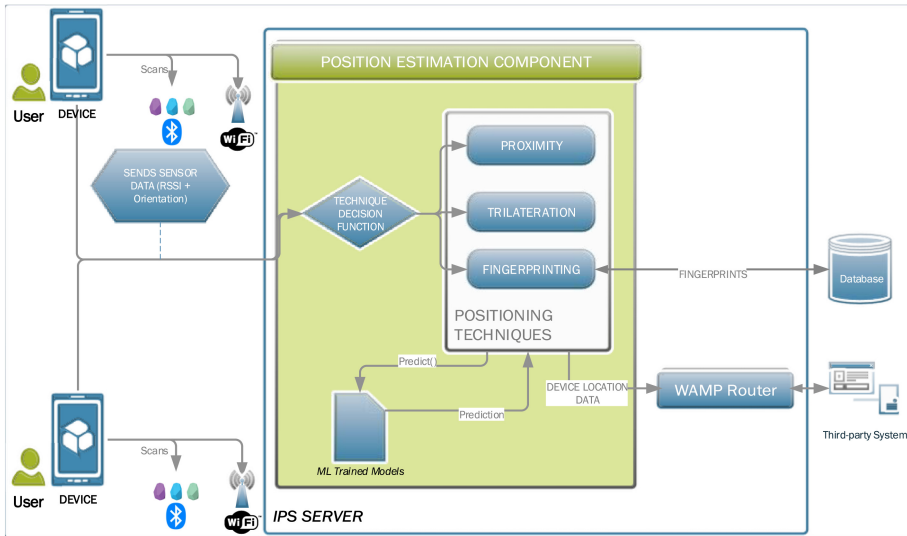 User
DEVICE
Scans
WiFi
SENDS SENSOR
DATA (RSSI +
Orientation)
POSITION ESTIMATION COMPONENT
TECHNIQUE
DECISION
FUNCTION
PROXIMITY
TRILATERATION
FINGERPRINTING
POSITIONING
TECHNIQUES
FINGERPRINTS
Database
Predict()
Prediction
ML Trained Models
DEVICE LOCATION
DATA
WAMP Router
Third-party System
User
DEVICE
Scans
WiFi
IPS SERVER